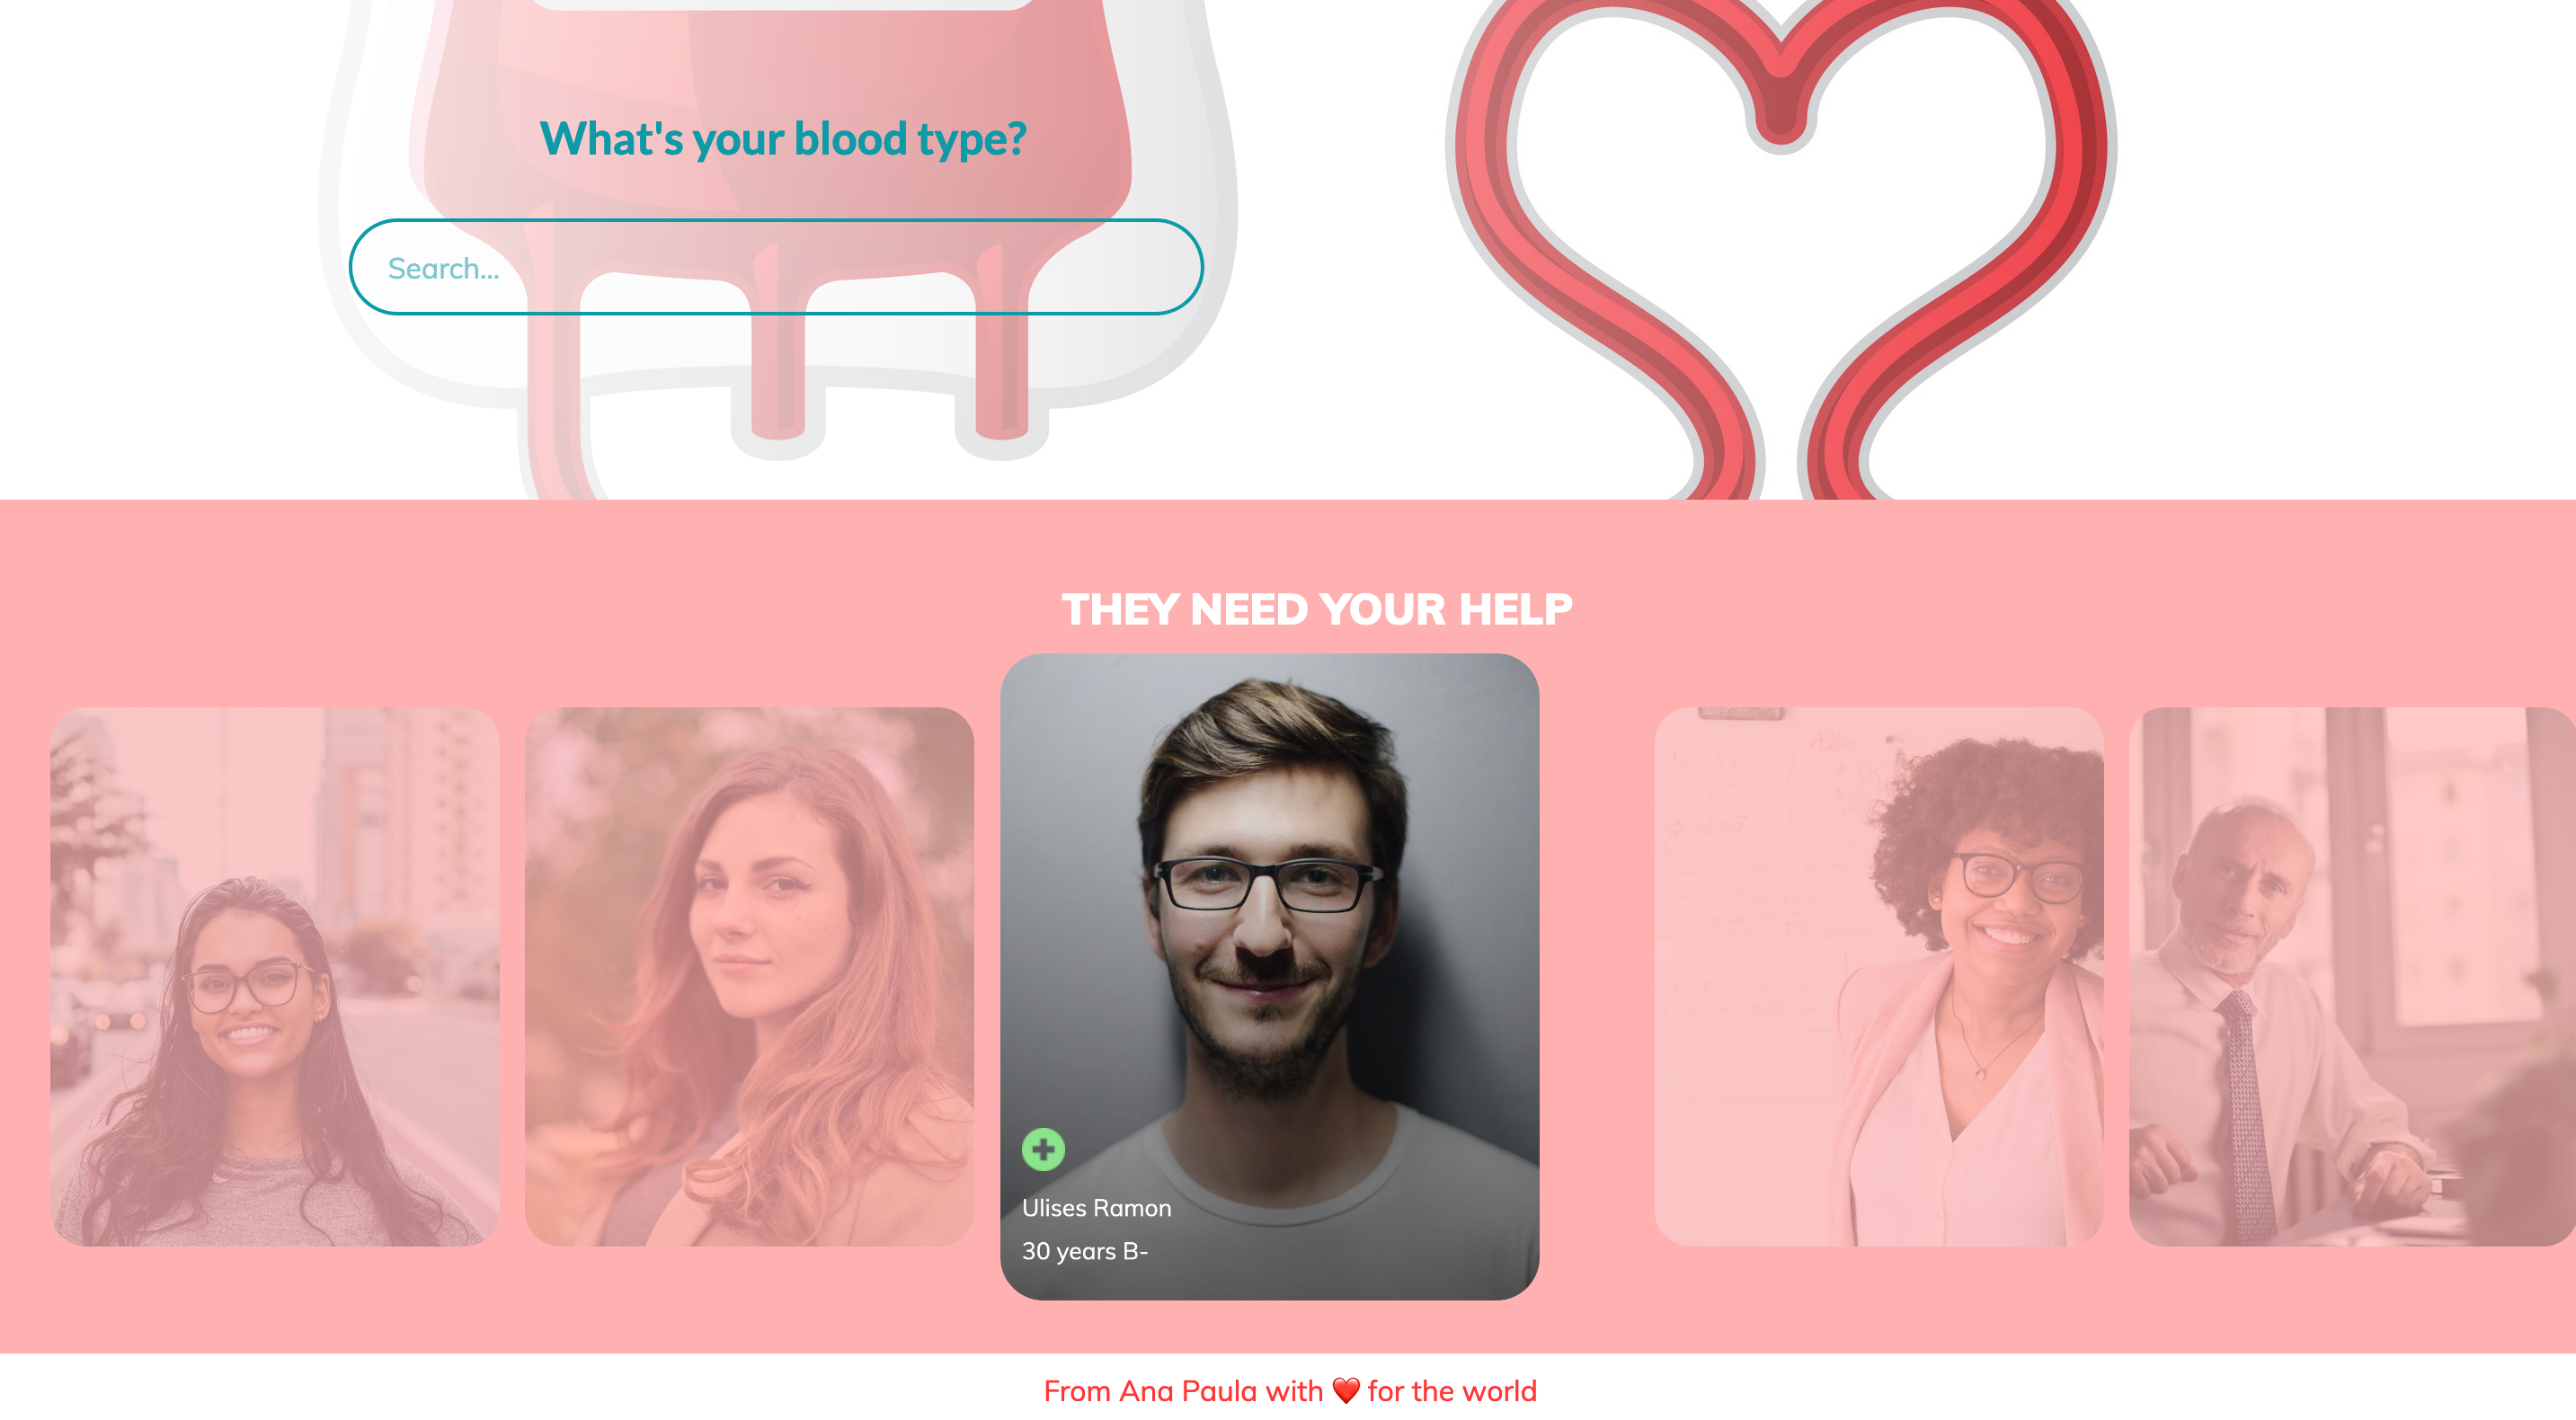 What's your blood type?
Search...
THEY NEED YOUR HELP
Ulises Ramon
30 years B-
From Ana Paula with ❤️ for the world